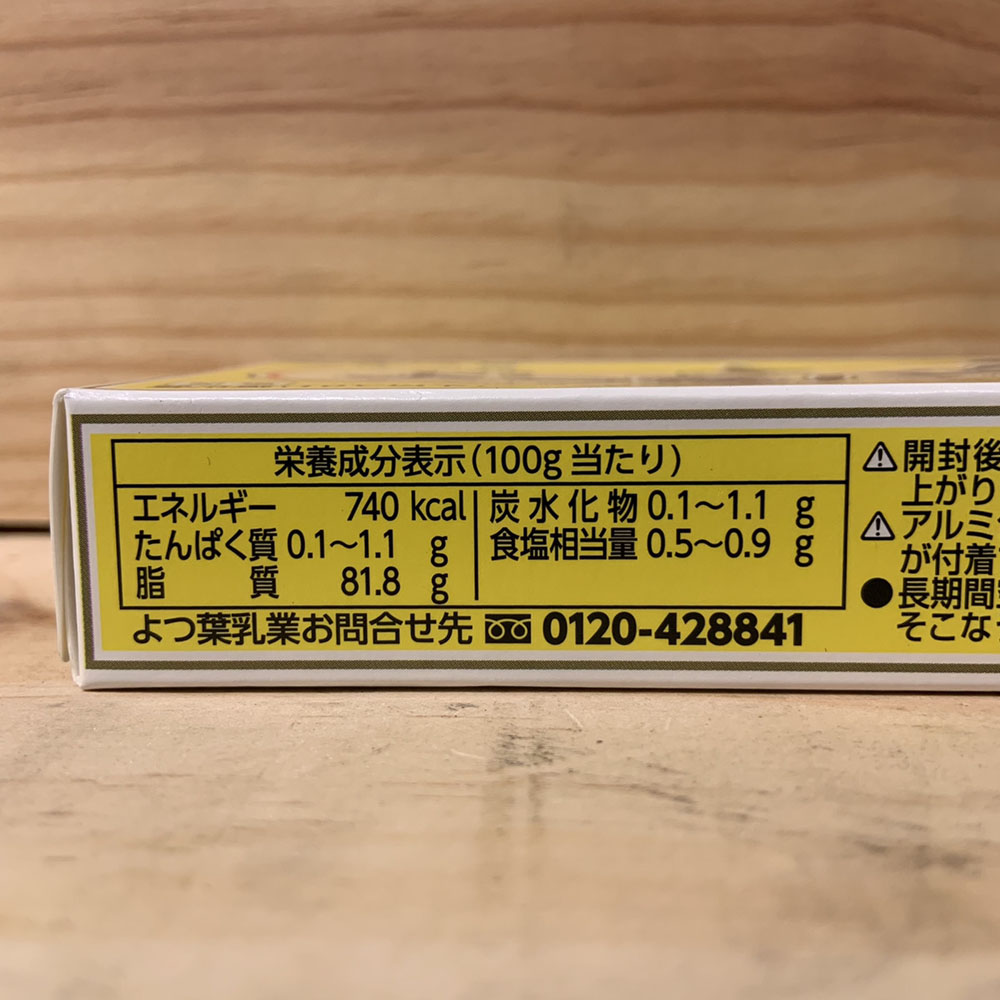 栄養成分表示(100g 当たり)
エネルギー 740 kcal
たんぱく質 0.1〜1.1 g
脂質 81.8 g
炭水化物 0.1〜1.1 g
食塩相当量 0.5〜0.9 g
よつ葉乳業お問合せ先 0120-428841
⚠開封後
上がり
⚠アルミ
が付着
●長期間
そこな